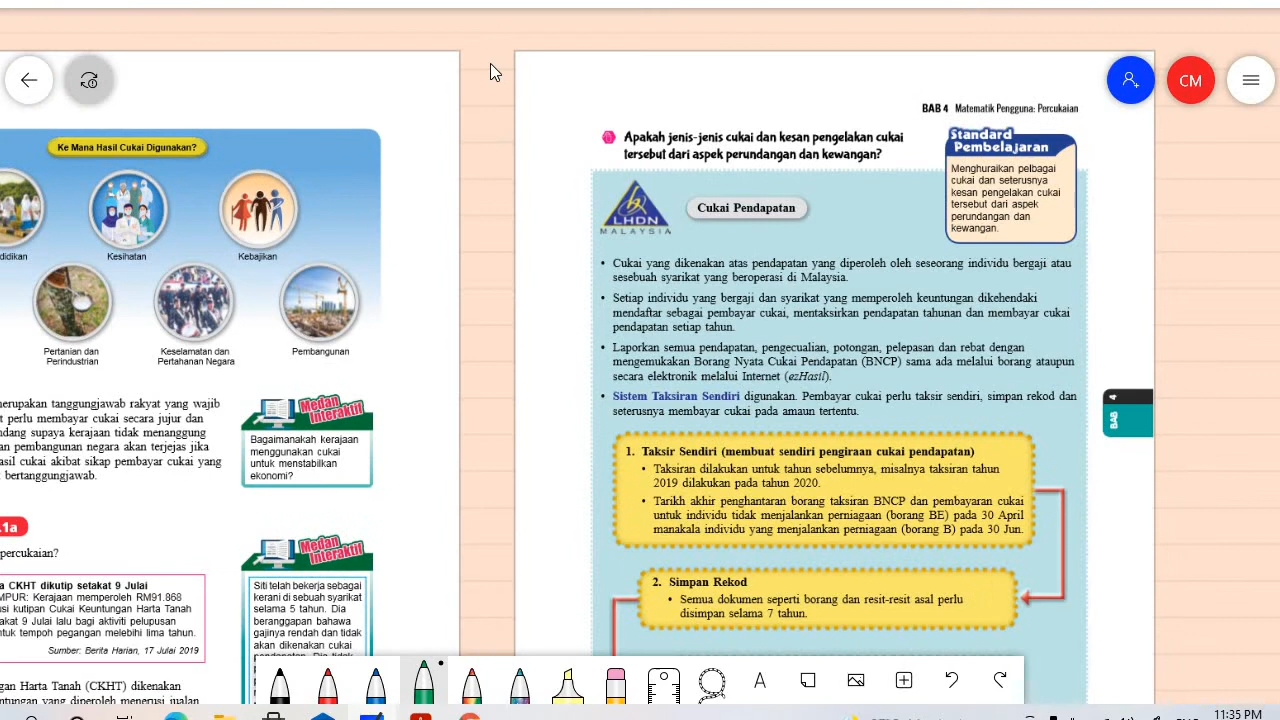 Ke Mana Hasil Cukai Digunakan?
didikan
Kesihatan
Kebajikan
Pertanian dan
Perindustrian
Keselamatan dan
Pertahanan Negara
Pembangunan
merupakan tanggungjawab rakyat yang wajib
t perlu membayar cukai secara jujur dan
ndang supaya kerajaan tidak menanggung
an pembangunan negara akan terjejas jika
asil cukai akibat sikap pembayar cukai yang
bertanggungjawab.
Medan
Interaktif
Bagaimanakah kerajaan
menggunakan cukai
untuk menstabilkan
ekonomi?
.1a
percukaian?
a CKHT dikutip setakat 9 Julai
MPUR: Kerajaan memperoleh RM91.868
usi kutipan Cukai Keuntungan Harta Tanah
akat 9 Julai lalu bagi aktiviti pelupusan
ntuk tempoh pegangan melebihi lima tahun.
Sumber: Berita Harian, 17 Julai 2019
gan Harta Tanah (CKHT) dikenakan
ntungan yang diperoleh menerusi jualan
Medan
Interaktif
Siti telah bekerja sebagai
kerani di sebuah syarikat
selama 5 tahun. Dia
beranggapan bahawa
gajinya rendah dan tidak
akan dikenakan cukai
BAB 4 Matematik Pengguna: Percukaian
Apakah jenis-jenis cukai dan kesan pengelakan cukai
tersebut dari aspek perundangan dan kewangan?
Standard
Pembelajaran
Menghuraikan pelbagai
cukai dan seterusnya
kesan pengelakan cukai
tersebut dari aspek
perundangan dan
kewangan.
LHDN
MALAYSIA
Cukai Pendapatan
• Cukai yang dikenakan atas pendapatan yang diperoleh oleh seseorang individu bergaji atau
sesebuah syarikat yang beroperasi di Malaysia.
• Setiap individu yang bergaji dan syarikat yang memperoleh keuntungan dikehendaki
mendaftar sebagai pembayar cukai, mentaksirkan pendapatan tahunan dan membayar cukai
pendapatan setiap tahun.
• Laporkan semua pendapatan, pengecualian, potongan, pelepasan dan rebat dengan
mengemukakan Borang Nyata Cukai Pendapatan (BNCP) sama ada melalui borang ataupun
secara elektronik melalui Internet (ezHasil).
• Sistem Taksiran Sendiri digunakan. Pembayar cukai perlu taksir sendiri, simpan rekod dan
seterusnya membayar cukai pada amaun tertentu.
1. Taksir Sendiri (membuat sendiri pengiraan cukai pendapatan)
• Taksiran dilakukan untuk tahun sebelumnya, misalnya taksiran tahun
2019 dilakukan pada tahun 2020.
• Tarikh akhir penghantaran borang taksiran BNCP dan pembayaran cukai
untuk individu tidak menjalankan perniagaan (borang BE) pada 30 April
manakala individu yang menjalankan perniagaan (borang B) pada 30 Jun.
2. Simpan Rekod
• Semua dokumen seperti borang dan resit-resit asal perlu
disimpan selama 7 tahun.
BAB 4
CM
11:35 PM